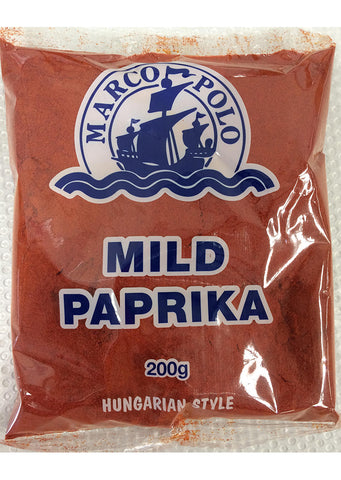 MARCO POLO
MILD
PAPRIKA
200g
HUNGARIAN STYLE